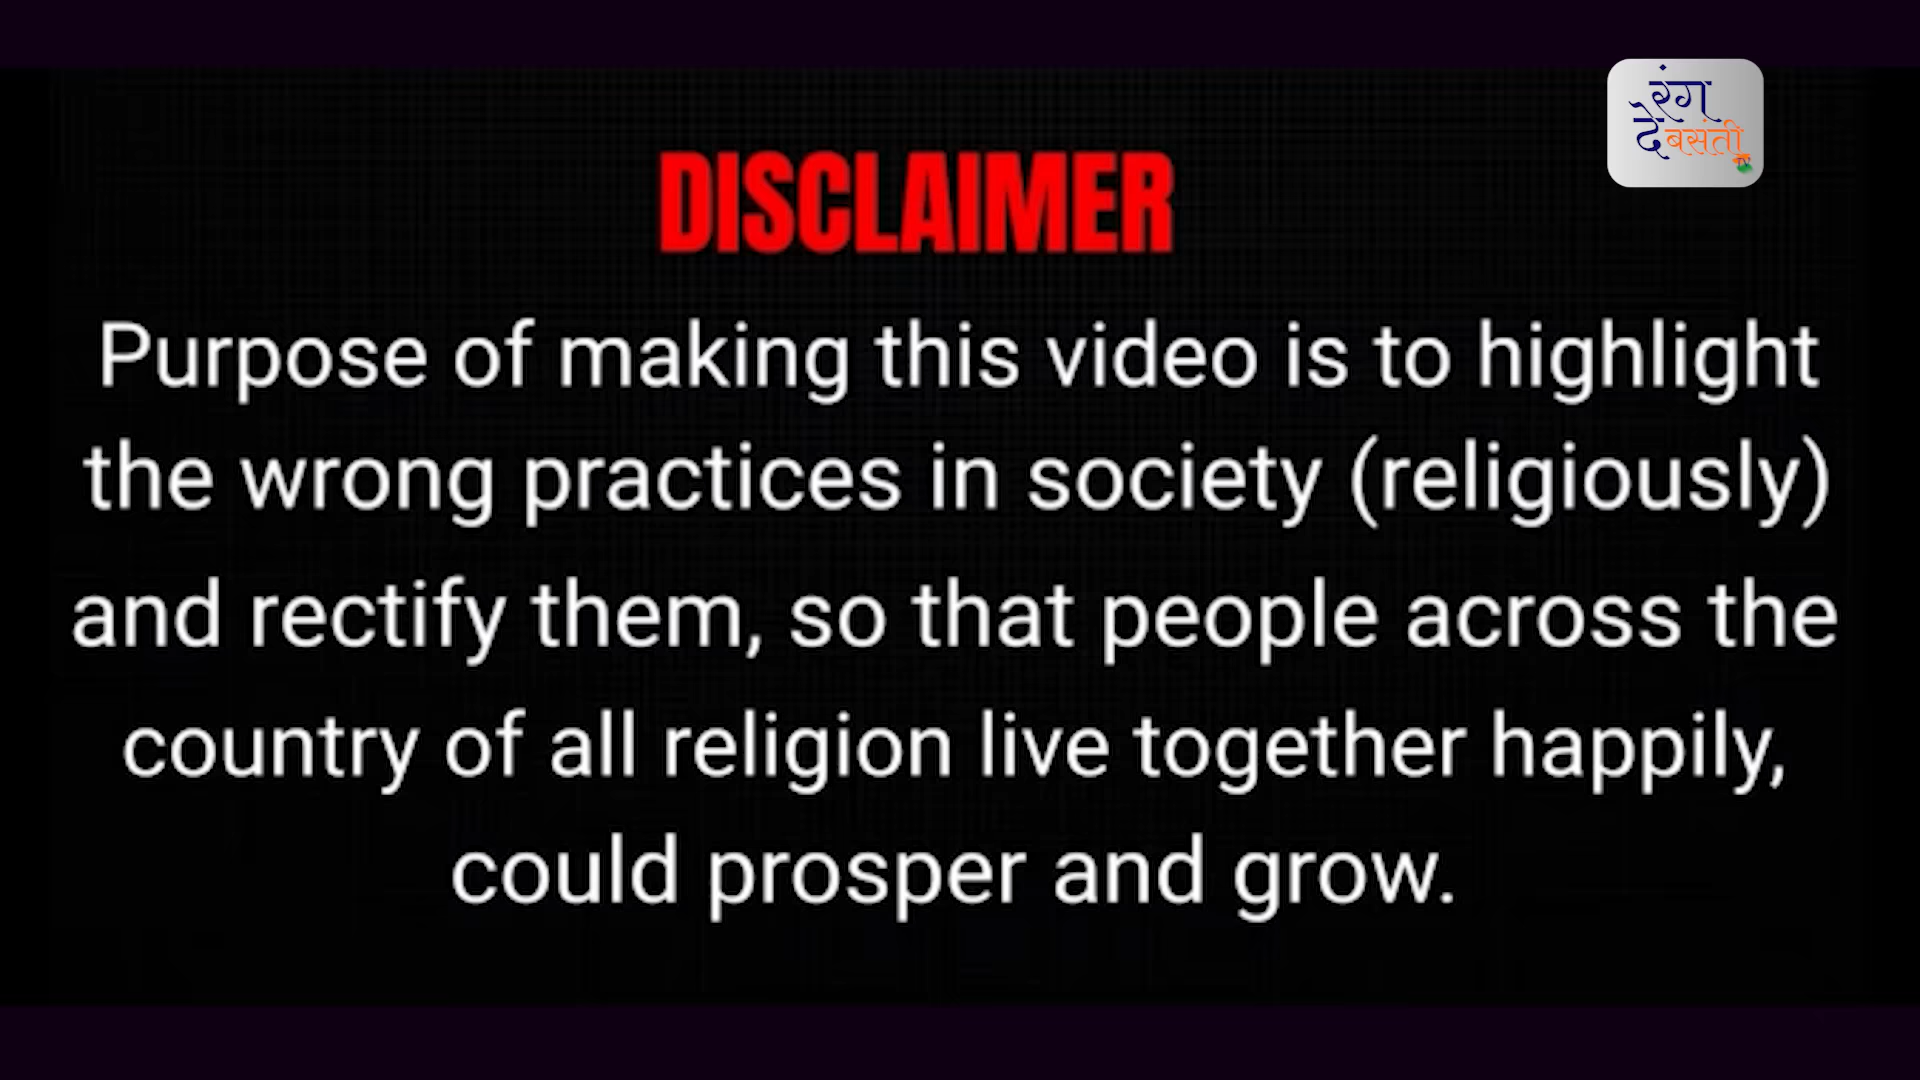 रंग
दे बसंती
DISCLAIMER
Purpose of making this video is to highlight
the wrong practices in society (religiously)
and rectify them, so that people across the
country of all religion live together happily,
could prosper and grow.